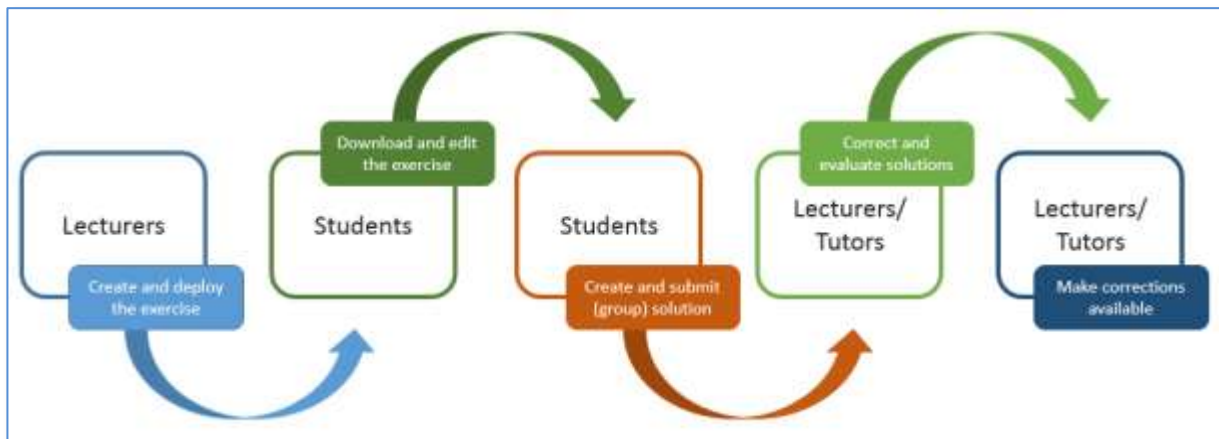 Lecturers
Create and deploy
the exercise
Students
Download and edit
the exercise
Students
Create and submit
(group) solution
Lecturers/
Tutors
Correct and
evaluate solutions
Lecturers/
Tutors
Make corrections
available